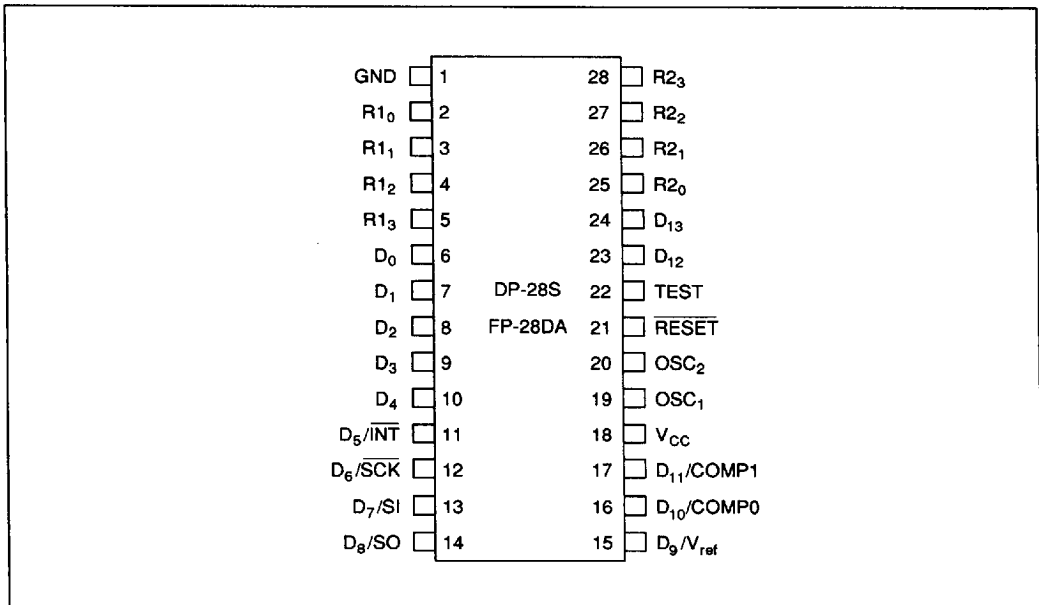 GND 1 28 R2₃
R1₀ 2 27 R2₂
R1₁ 3 26 R2₁
R1₂ 4 25 R2₀
R1₃ 5 24 D₁₃
D₀ 6 23 D₁₂
D₁ 7 DP-28S 22 TEST
D₂ 8 FP-28DA 21 R̅E̅S̅E̅T̅
D₃ 9 20 OSC₂
D₄ 10 19 OSC₁
D₅/I̅N̅T̅ 11 18 V_CC
D₆/S̅C̅K̅ 12 17 D₁₁/COMP1
D₇/SI 13 16 D₁₀/COMP0
D₈/SO 14 15 D₉/V_ref